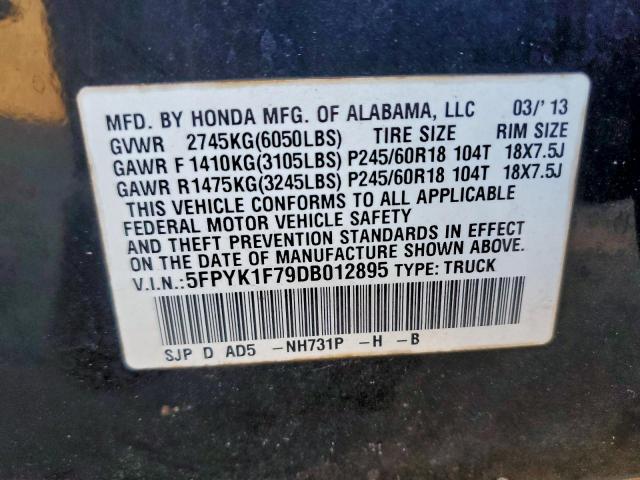 MFD. BY HONDA MFG. OF ALABAMA, LLC 03/'13
GVWR 2745KG(6050LBS) TIRE SIZE RIM SIZE
GAWR F 1410KG(3105LBS) P245/60R18 104T 18X7.5J
GAWR R 1475KG(3245LBS) P245/60R18 104T 18X7.5J
THIS VEHICLE CONFORMS TO ALL APPLICABLE
FEDERAL MOTOR VEHICLE SAFETY
AND THEFT PREVENTION STANDARDS IN EFFECT
ON THE DATE OF MANUFACTURE SHOWN ABOVE.
V.I.N.:5FPYK1F79DB012895 TYPE: TRUCK
SJP D AD5 -NH731P -H -B